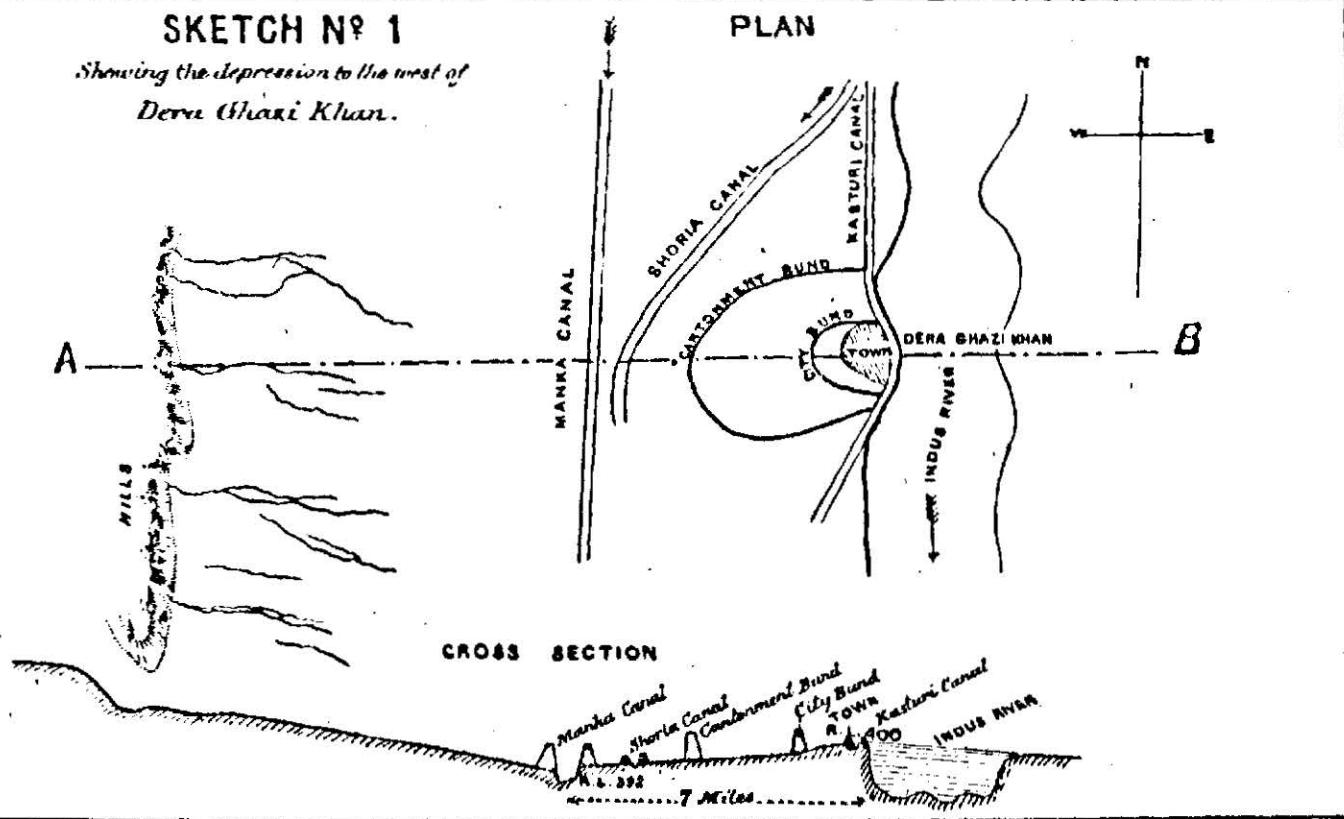 SKETCH Nº 1
Shewing the depression to the west of
Dera Ghazi Khan.
PLAN
N
W
E
SHORIA CANAL
KASTURI CANAL
MANKA CANAL
CANTONMENT BUND
CITY BUND
TOWN
DERA GHAZI KHAN
A
B
INDUS RIVER
HILLS
CROSS SECTION
Manka Canal
Shoria Canal
Cantonment Bund
City Bund
TOWN
R.L. 400
Kasturi Canal
INDUS RIVER
R.L. 392
7 Miles